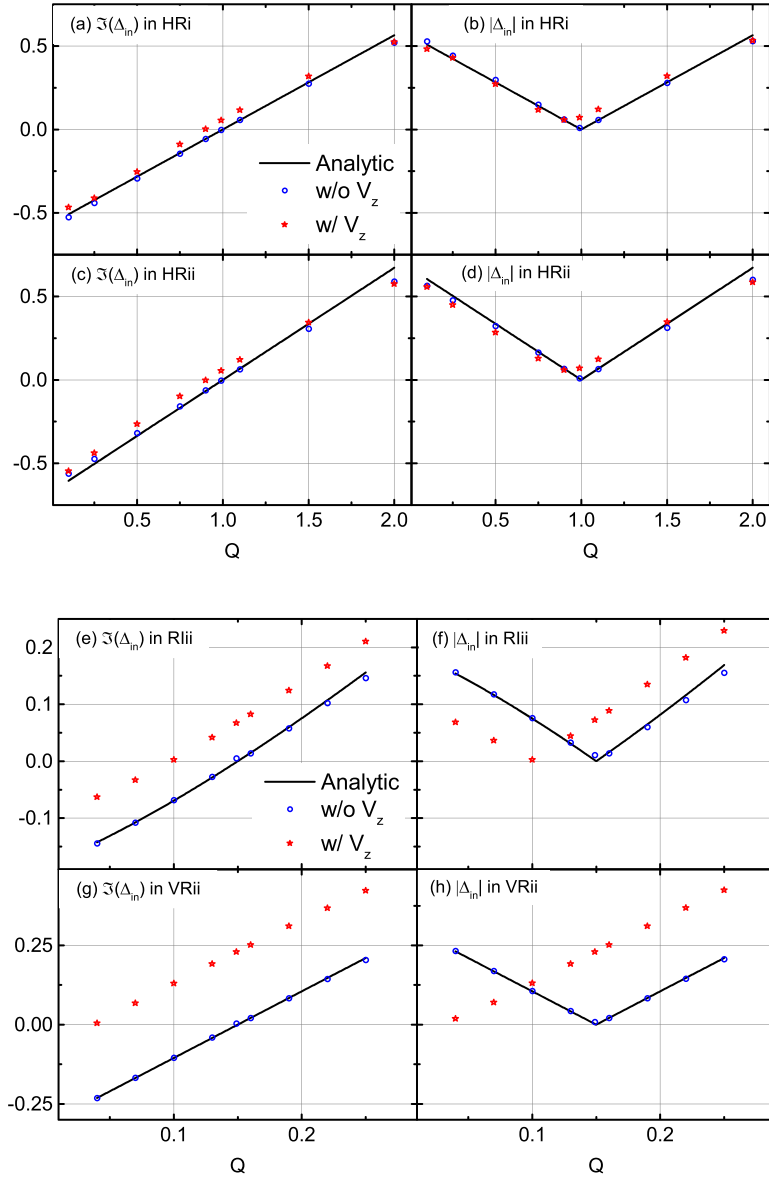 (a) ℑ(Δin) in HRi
(b) |Δin| in HRi
0.5
0.0
-0.5
Analytic
w/o Vz
w/ Vz
(c) ℑ(Δin) in HRii
(d) |Δin| in HRii
0.5
0.0
-0.5
0.5 1.0 1.5 2.0 0.5 1.0 1.5 2.0
Q Q
(e) ℑ(Δin) in RIii
(f) |Δin| in RIii
0.2
0.1
0.0
-0.1
Analytic
w/o Vz
w/ Vz
(g) ℑ(Δin) in VRii
(h) |Δin| in VRii
0.25
0.00
-0.25
0.1 0.2 0.1 0.2
Q Q